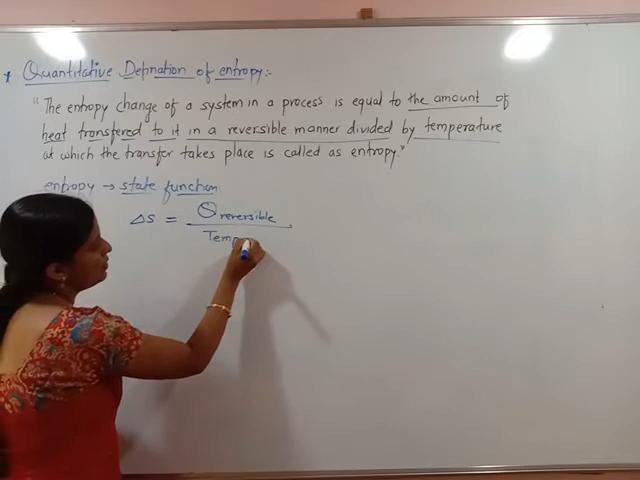 * Quantitative Defination of entropy:-
"The entropy change of a system in a process is equal to the amount of
heat transfered to it in a reversible manner divided by temperature
at which the transfer takes place is called as entropy."
entropy → state function
ΔS = Q reversible
Temp